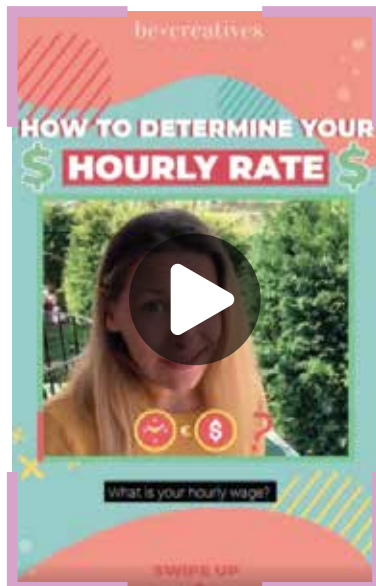 be•creatives
HOW TO DETERMINE YOUR
$ HOURLY RATE $
$ ?
What is your hourly wage?
SWIPE UP